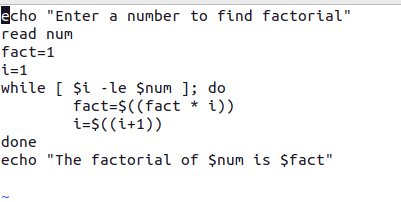 echo "Enter a number to find factorial"
read num
fact=1
i=1
while [ $i -le $num ]; do
        fact=$((fact * i))
        i=$((i+1))
done
echo "The factorial of $num is $fact"
~